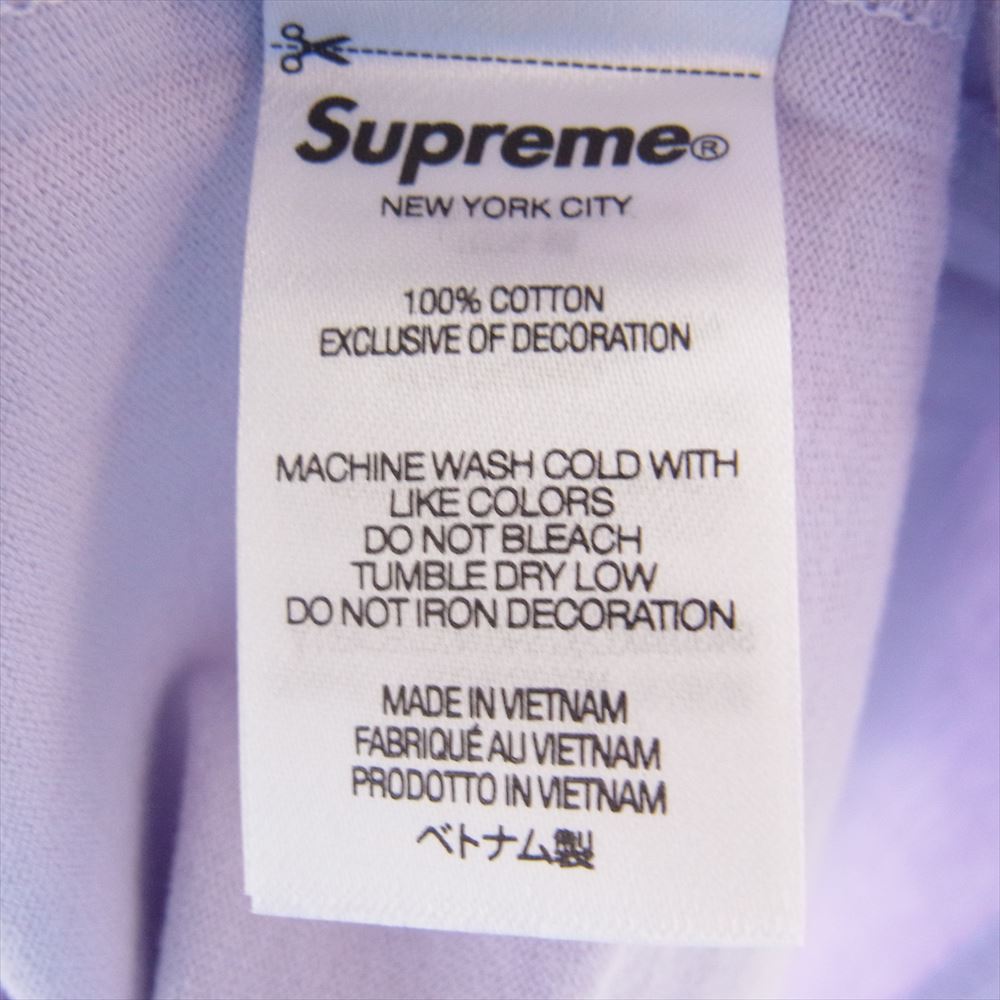 Supreme®
NEW YORK CITY
100% COTTON
EXCLUSIVE OF DECORATION
MACHINE WASH COLD WITH
LIKE COLORS
DO NOT BLEACH
TUMBLE DRY LOW
DO NOT IRON DECORATION
MADE IN VIETNAM
FABRIQUÉ AU VIETNAM
PRODOTTO IN VIETNAM
ベトナム製